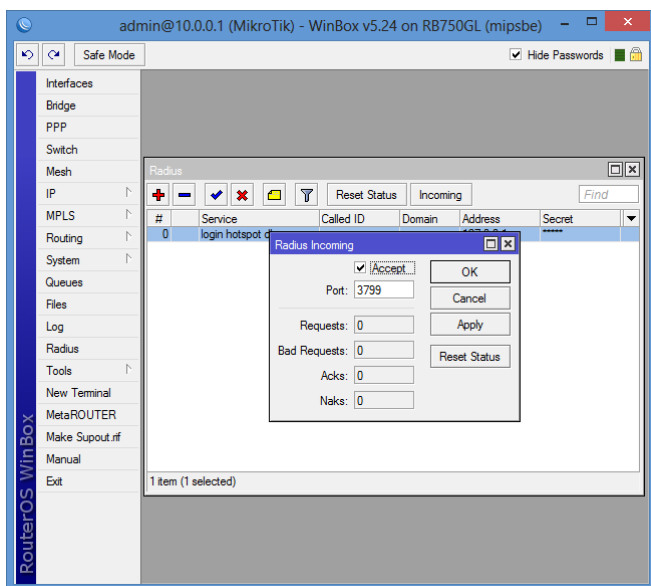 admin@10.0.0.1 (MikroTik) - WinBox v5.24 on RB750GL (mipsbe)
Safe Mode
Hide Passwords
Interfaces
Bridge
PPP
Switch
Mesh
IP
MPLS
Routing
System
Queues
Files
Log
Radius
Tools
New Terminal
MetaROUTER
Make Supout.rif
Manual
Exit
RouterOS WinBox
Radius
Reset Status Incoming Find
# Service Called ID Domain Address Secret
0 login hotspot *****
Radius Incoming
Accept
Port: 3799
Requests: 0
Bad Requests: 0
Acks: 0
Naks: 0
OK
Cancel
Apply
Reset Status
1 item (1 selected)